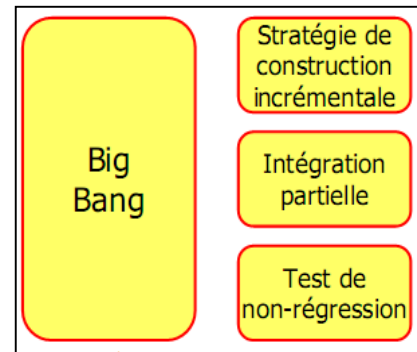 Big
Bang
Stratégie de
construction
incrémentale
Intégration
partielle
Test de
non-régression